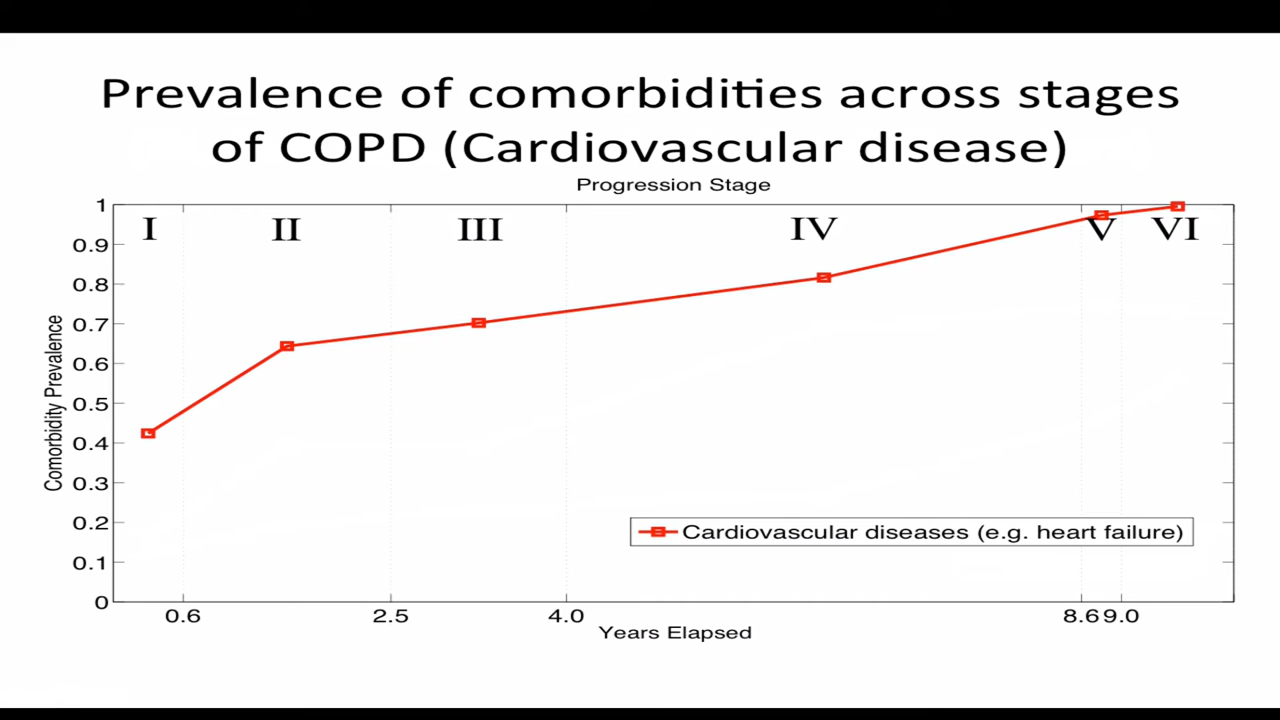 Prevalence of comorbidities across stages
of COPD (Cardiovascular disease)
Progression Stage
I II III IV V VI
1
0.9
0.8
0.7
0.6
0.5
0.4
0.3
0.2
0.1
0
Comorbidity Prevalence
Cardiovascular diseases (e.g. heart failure)
0.6 2.5 4.0 8.6 9.0
Years Elapsed